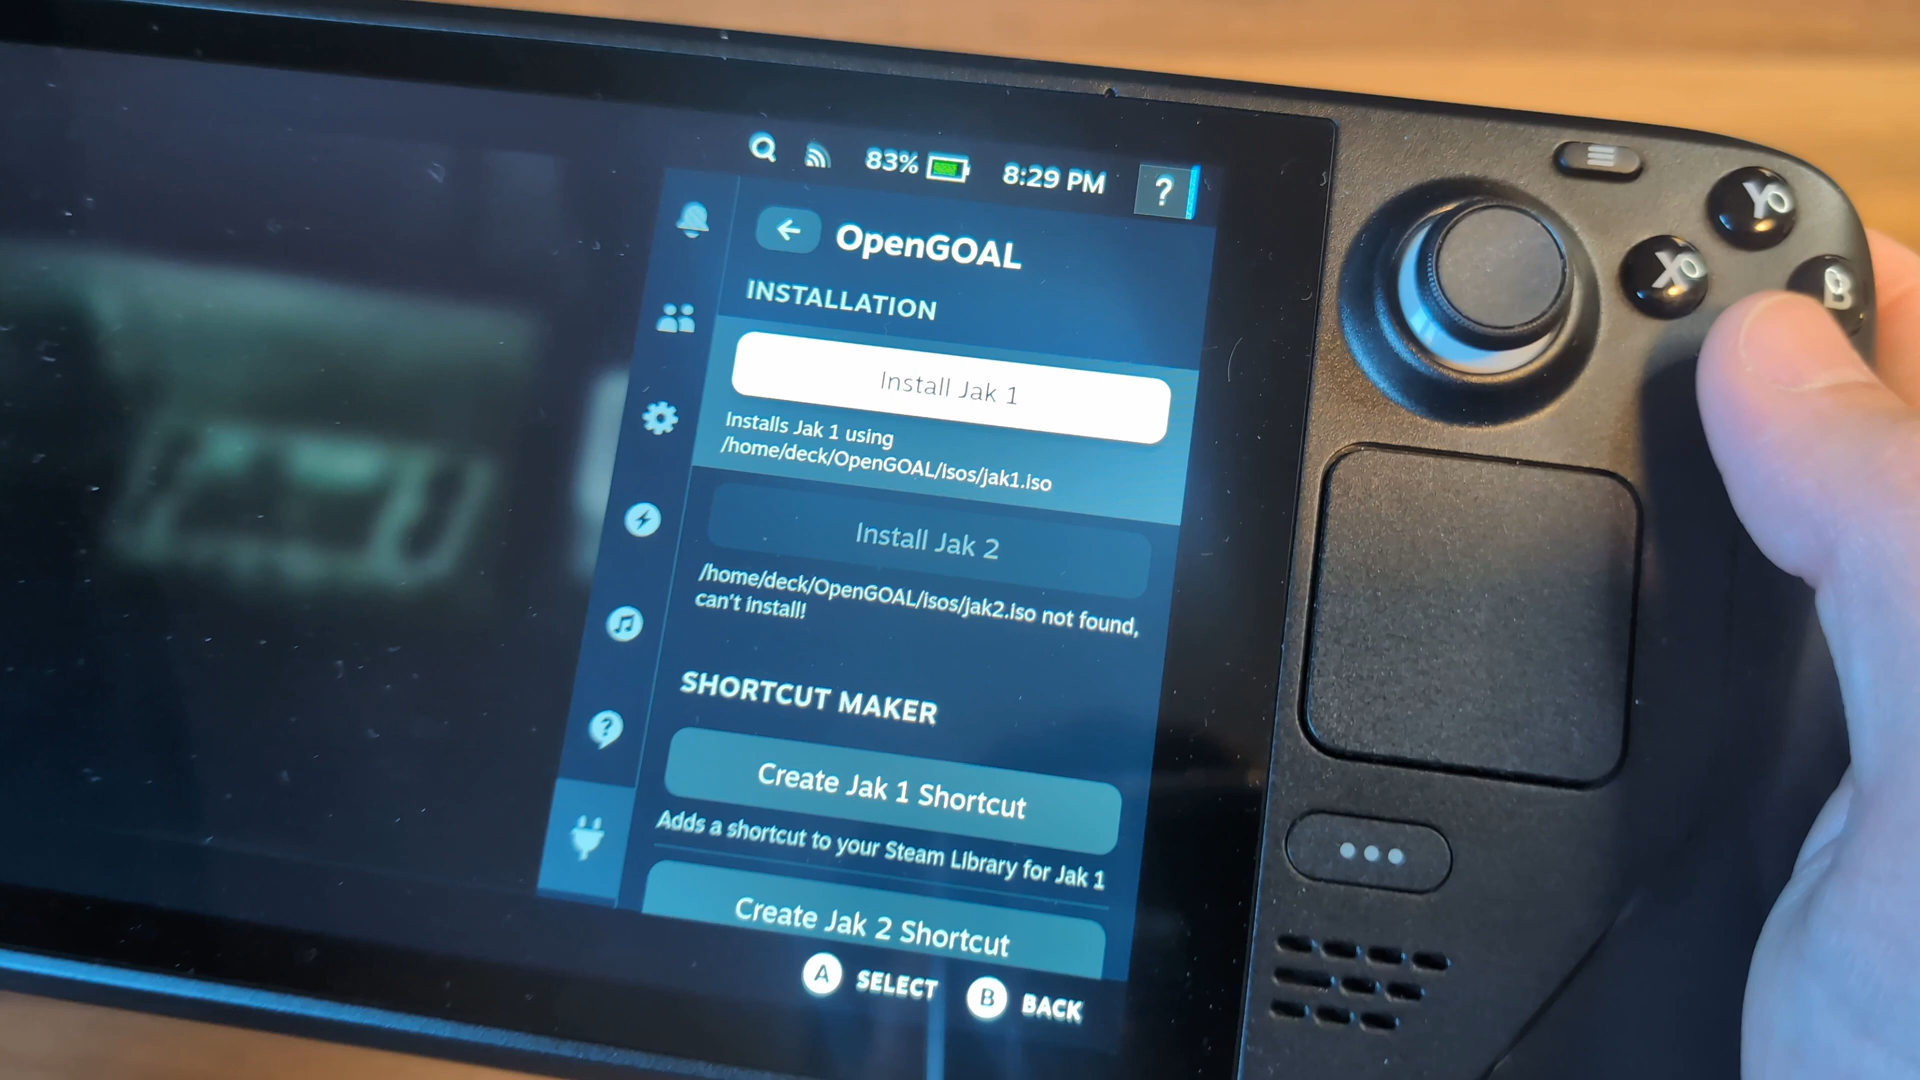 83%
8:29 PM
?
OpenGOAL
INSTALLATION
Install Jak 1
Installs Jak 1 using
/home/deck/OpenGOAL/isos/jak1.iso
Install Jak 2
/home/deck/OpenGOAL/isos/jak2.iso not found,
can't install!
SHORTCUT MAKER
Create Jak 1 Shortcut
Adds a shortcut to your Steam Library for Jak 1
Create Jak 2 Shortcut
A SELECT B BACK
Y
X
B